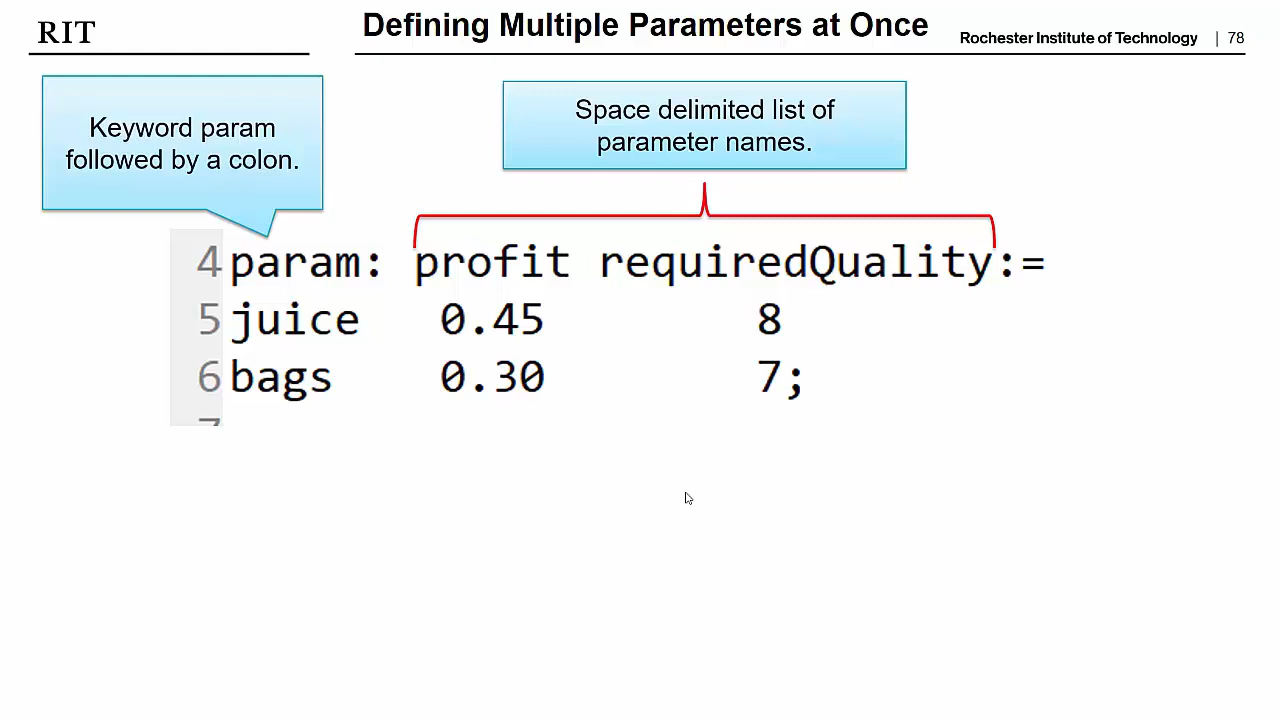 RIT
Defining Multiple Parameters at Once
Rochester Institute of Technology | 78
Keyword param
followed by a colon.
Space delimited list of
parameter names.
4 param: profit requiredQuality:=
5 juice 0.45 8
6 bags 0.30 7;
7